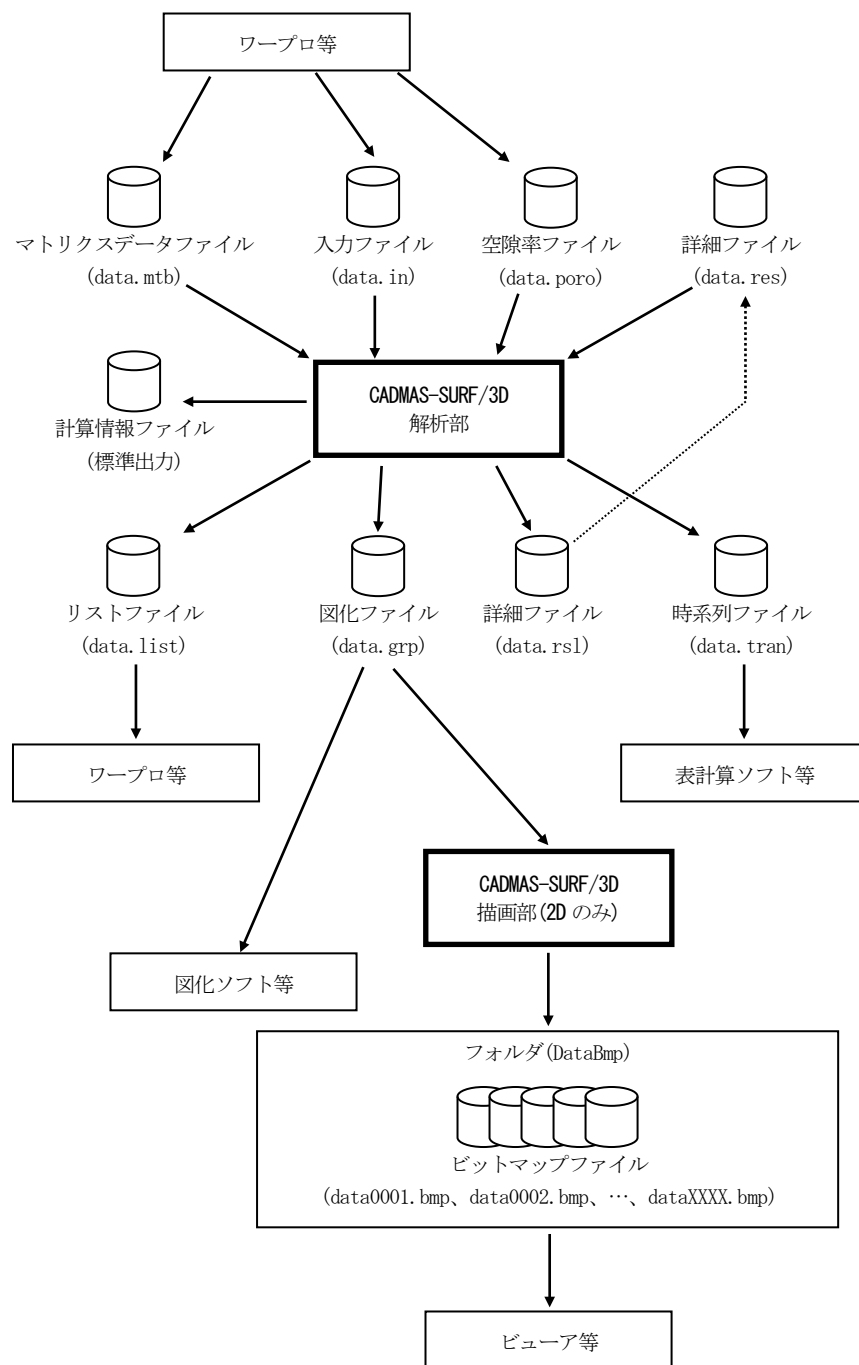 ワープロ等
マトリクスデータファイル
(data.mtb)
入力ファイル
(data.in)
空隙率ファイル
(data.poro)
詳細ファイル
(data.res)
CADMAS-SURF/3D
解析部
計算情報ファイル
(標準出力)
リストファイル
(data.list)
図化ファイル
(data.grp)
詳細ファイル
(data.rsl)
時系列ファイル
(data.tran)
ワープロ等
表計算ソフト等
CADMAS-SURF/3D
描画部(2D のみ)
図化ソフト等
フォルダ(DataBmp)
ビットマップファイル
(data0001.bmp、data0002.bmp、…、dataXXXX.bmp)
ビューア等